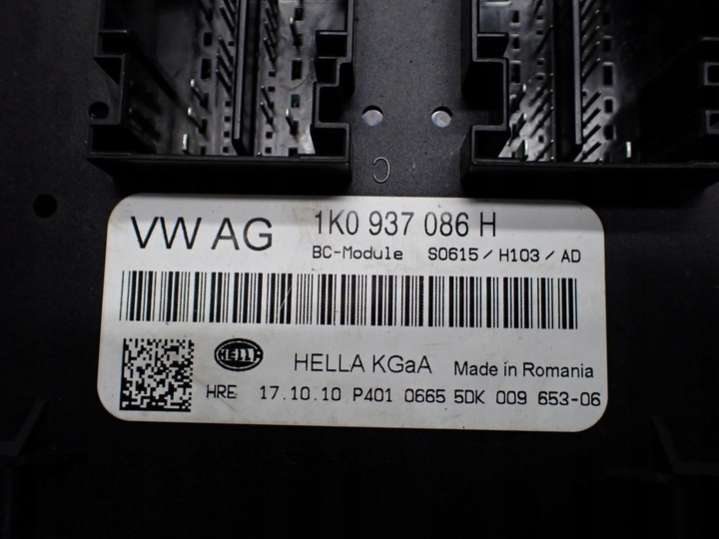 C
VW AG 1K0 937 086 H
BC-Module S0615 / H103 / AD
HELLA HELLA KGaA Made in Romania
HRE 17.10.10 P401 0665 5DK 009 653-06